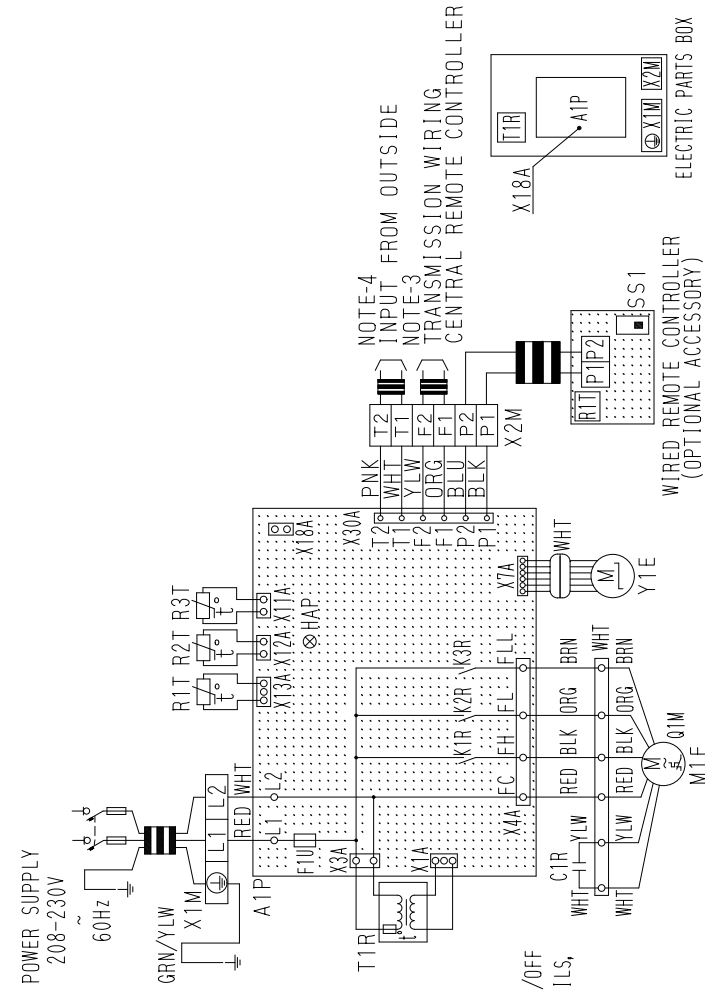 POWER SUPPLY
208-230V
~
60Hz
GRN/YLW
X1M
L1
L2
RED
WHT
A1P
L1
L2
F1U
X3A
X1A
T1R
t
R1T
R2T
R3T
t
t
t
X13A
X12A
X11A
HAP
X18A
X30A
T2
T1
F2
F1
P2
P1
PNK
WHT
YLW
ORG
BLU
BLK
T2
T1
F2
F1
P2
P1
X2M
NOTE-4
INPUT FROM OUTSIDE
NOTE-3
TRANSMISSION WIRING
CENTRAL REMOTE CONTROLLER
K1R
K2R
K3R
X4A
FC
FH
FL
FLL
RED
BLK
ORG
BRN
WHT
RED
BLK
ORG
BRN
C1R
WHT
YLW
WHT
YLW
M
~
Q1M
M1F
X7A
WHT
M
Y1E
R1T
P1P2
SS1
WIRED REMOTE CONTROLLER
(OPTIONAL ACCESSORY)
T1R
A1P
X18A
X1M
X2M
ELECTRIC PARTS BOX
/OFF
ILS,